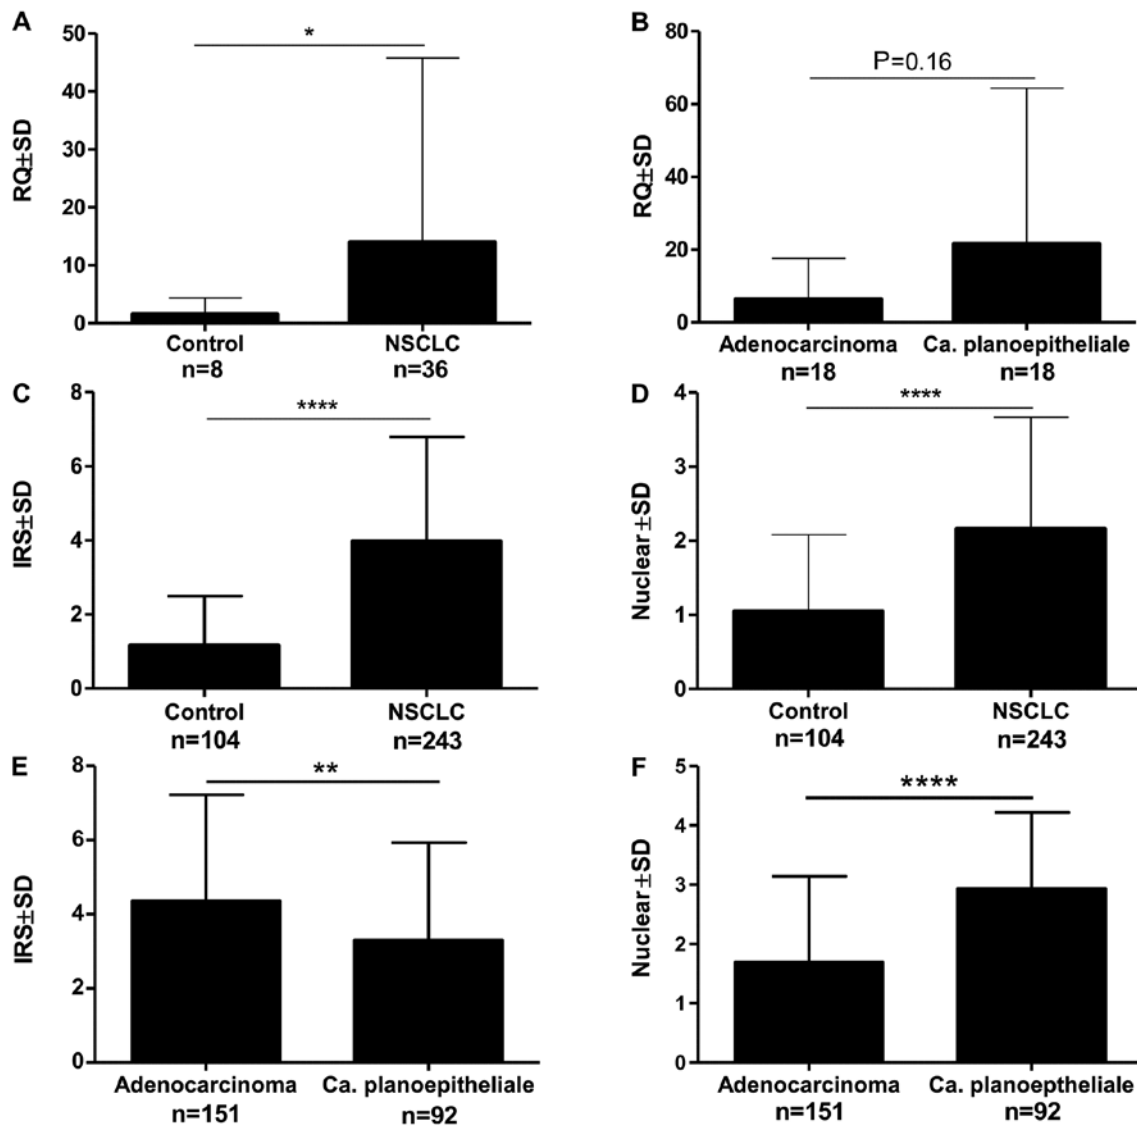 A
50
40
30
20
10
0
RQ±SD
*
Control
n=8
NSCLC
n=36
B
80
60
40
20
0
RQ±SD
P=0.16
Adenocarcinoma
n=18
Ca. planoepitheliale
n=18
C
8
6
4
2
0
IRS±SD
****
Control
n=104
NSCLC
n=243
D
4
3
2
1
0
Nuclear±SD
****
Control
n=104
NSCLC
n=243
E
8
6
4
2
0
IRS±SD
**
Adenocarcinoma
n=151
Ca. planoepitheliale
n=92
F
5
4
3
2
1
0
Nuclear±SD
****
Adenocarcinoma
n=151
Ca. planoeptheliale
n=92